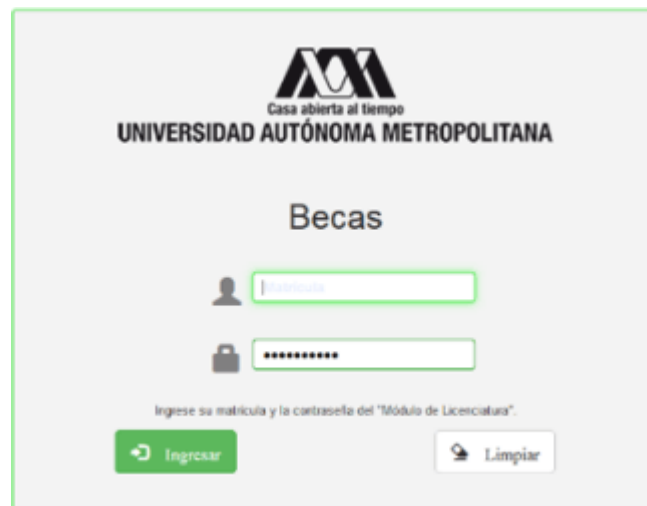 Casa abierta al tiempo
UNIVERSIDAD AUTÓNOMA METROPOLITANA
Becas
Matrícula
••••••••••
Ingrese su matrícula y la contraseña del "Módulo de Licenciatura".
Ingresar
Limpiar